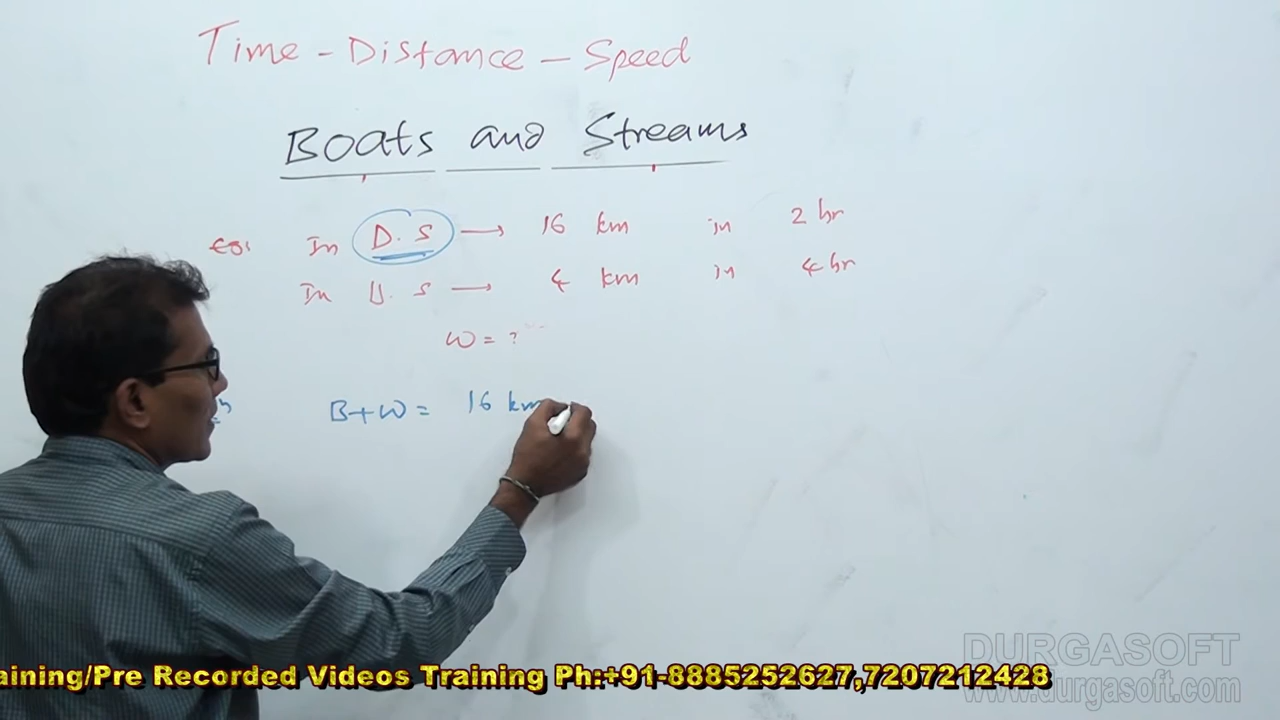 Time - Distance - Speed
Boats and Streams
In D.S → 16 km in 2 hr
In U.S → 4 km in 4 hr
W = ?
B+W = 16 km
aining/Pre Recorded Videos Training Ph:+91-8885252627,7207212428
DURGASOFT
www.durgasoft.com